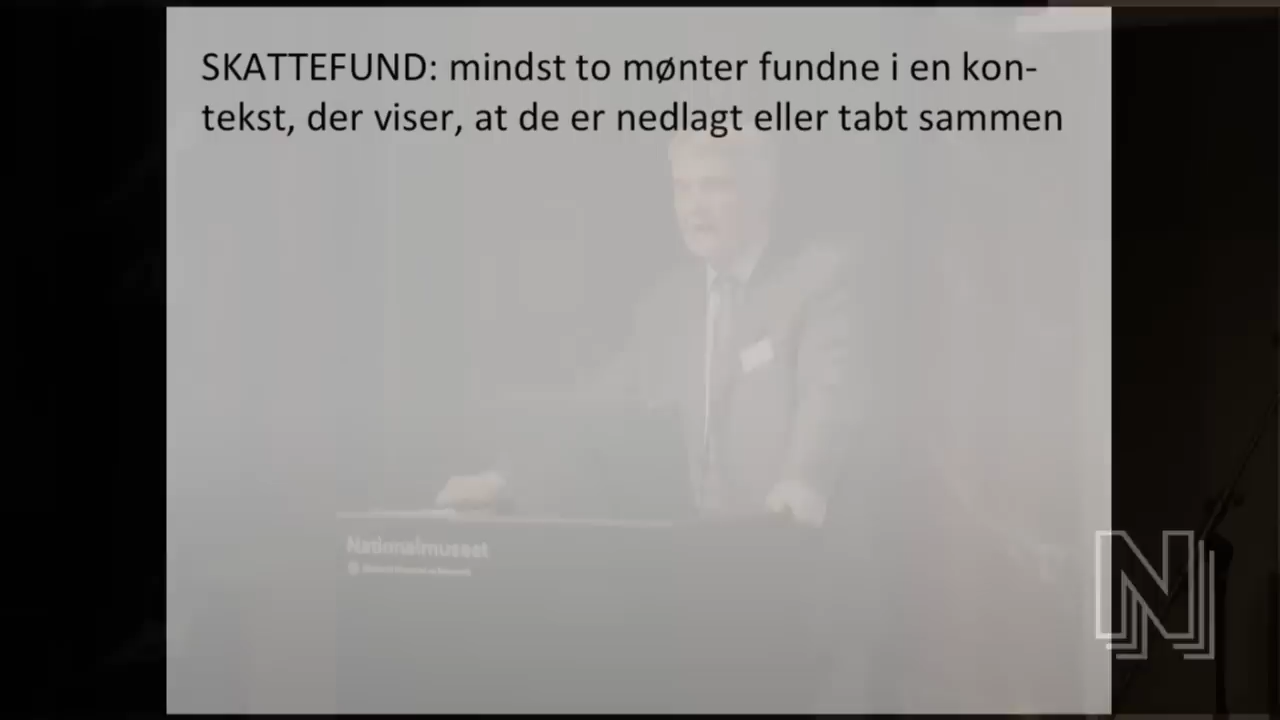 SKATTEFUND: mindst to mønter fundne i en kon-
tekst, der viser, at de er nedlagt eller tabt sammen
Nationalmuseet
N